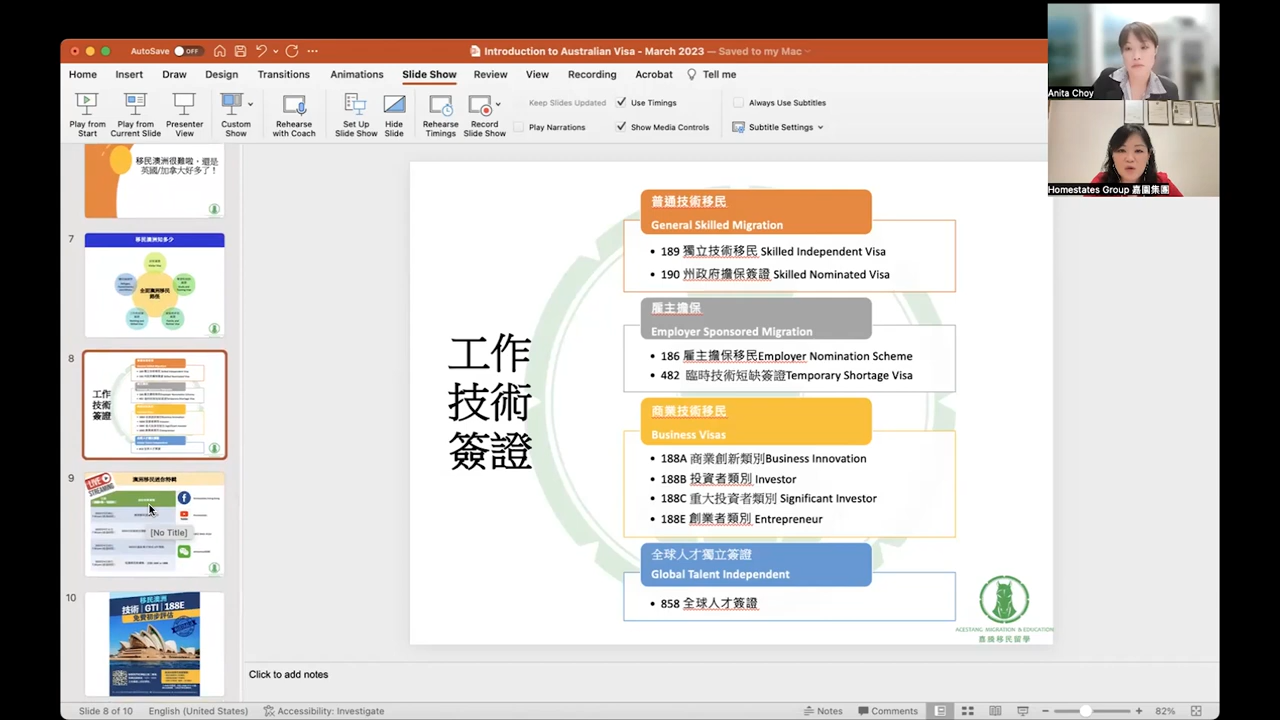 AutoSave OFF
Introduction to Australian Visa - March 2023 — Saved to my Mac
Home Insert Draw Design Transitions Animations Slide Show Review View Recording Acrobat Tell me
Play from Start
Play from Current Slide
Presenter View
Custom Show
Rehearse with Coach
Set Up Slide Show
Hide Slide
Rehearse Timings
Record Slide Show
Keep Slides Updated
Use Timings
Play Narrations
Show Media Controls
Always Use Subtitles
Subtitle Settings
Anita Choy
Homestates Group 嘉園集團
移民澳洲很難啦，還是
英國/加拿大好多了！
7
移民澳洲知多少
8
工作
技術
簽證
9
LIVE
STREAMING
澳洲移民迷你特輯
[No Title]
10
移民澳洲
技術 | GTI | 188E
免費初步評估
工作
技術
簽證
普通技術移民
General Skilled Migration
• 189 獨立技術移民 Skilled Independent Visa
• 190 州政府擔保簽證 Skilled Nominated Visa
雇主擔保
Employer Sponsored Migration
• 186 雇主擔保移民Employer Nomination Scheme
• 482 臨時技術短缺簽證Temporary Shortage Visa
商業技術移民
Business Visas
• 188A 商業創新類別Business Innovation
• 188B 投資者類別 Investor
• 188C 重大投資者類別 Significant Investor
• 188E 創業者類別 Entrepreneur
全球人才獨立簽證
Global Talent Independent
• 858 全球人才簽證
ACESTANG MIGRATION & EDUCATION
Click to add notes
Slide 8 of 10 English (United States) Accessibility: Investigate Notes Comments 82%